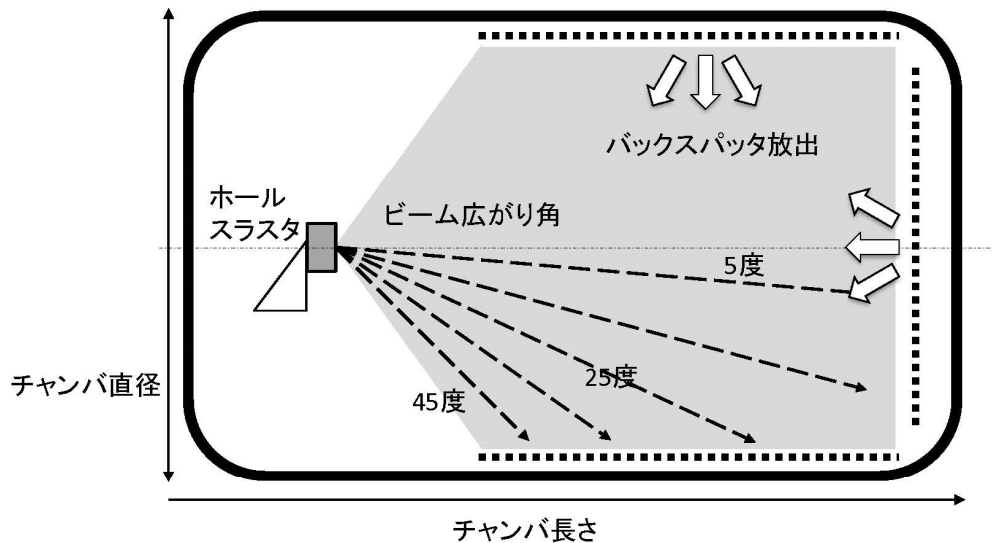 バックスパッタ放出
ホール
スラスタ
ビーム広がり角
5度
25度
45度
チャンバ直径
チャンバ長さ